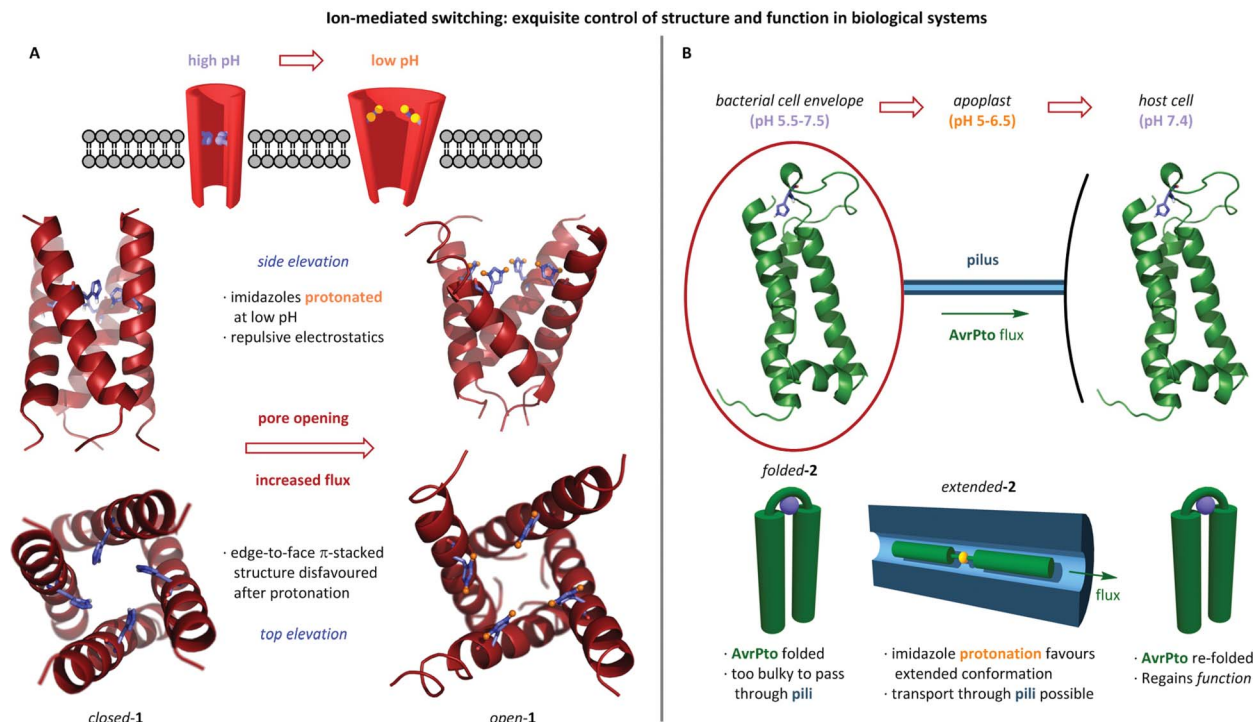 Ion-mediated switching: exquisite control of structure and function in biological systems
A
high pH
low pH
side elevation
· imidazoles protonated
at low pH
· repulsive electrostatics
pore opening
increased flux
· edge-to-face π-stacked
structure disfavoured
after protonation
top elevation
closed-1
open-1
B
bacterial cell envelope
(pH 5.5-7.5)
apoplast
(pH 5-6.5)
host cell
(pH 7.4)
pilus
AvrPto flux
folded-2
extended-2
flux
· AvrPto folded
· too bulky to pass
through pili
· imidazole protonation favours
extended conformation
· transport through pili possible
· AvrPto re-folded
· Regains function